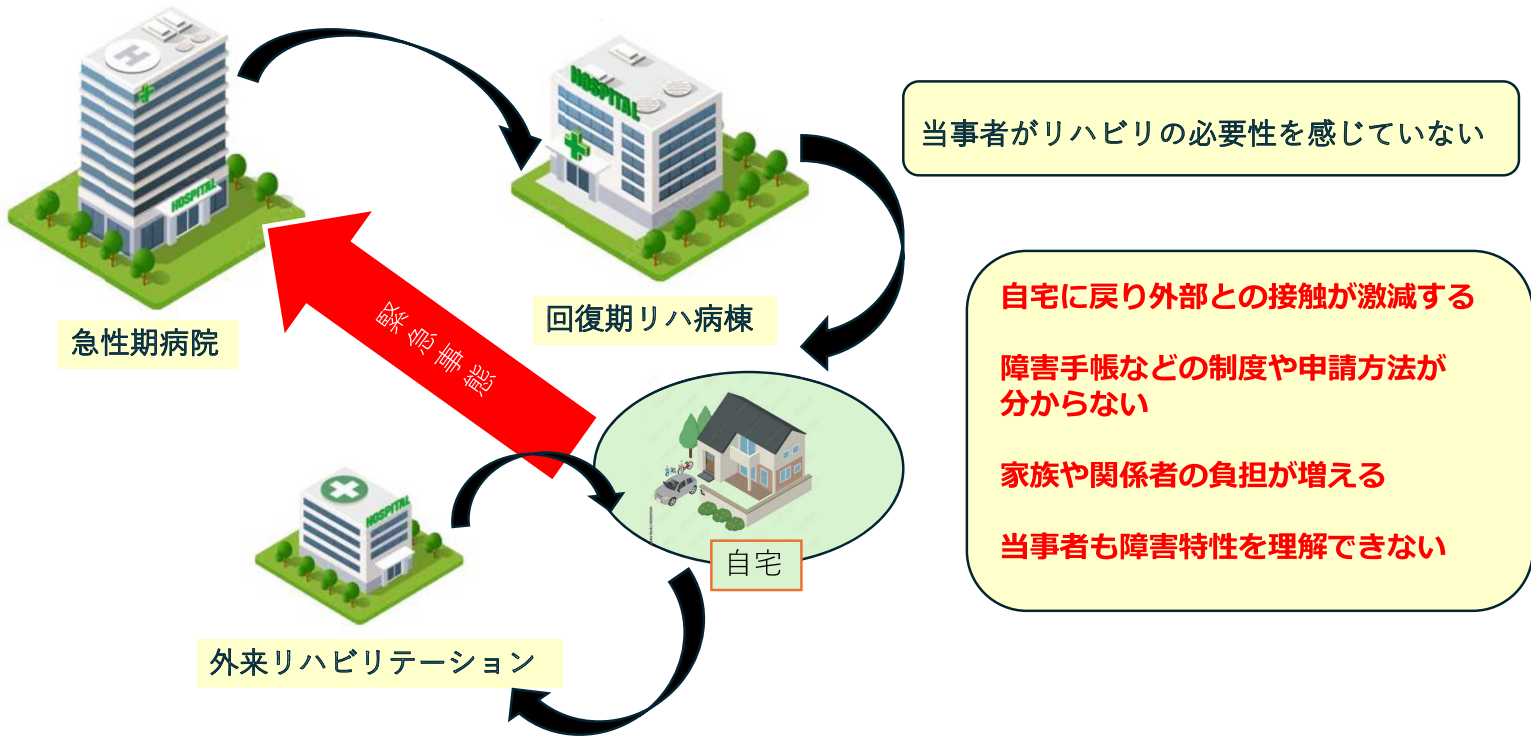 H
HOSPITAL
HOSPITAL
急性期病院
回復期リハ病棟
緊急事態
HOSPITAL
外来リハビリテーション
自宅
当事者がリハビリの必要性を感じていない
自宅に戻り外部との接触が激減する
障害手帳などの制度や申請方法が
分からない
家族や関係者の負担が増える
当事者も障害特性を理解できない